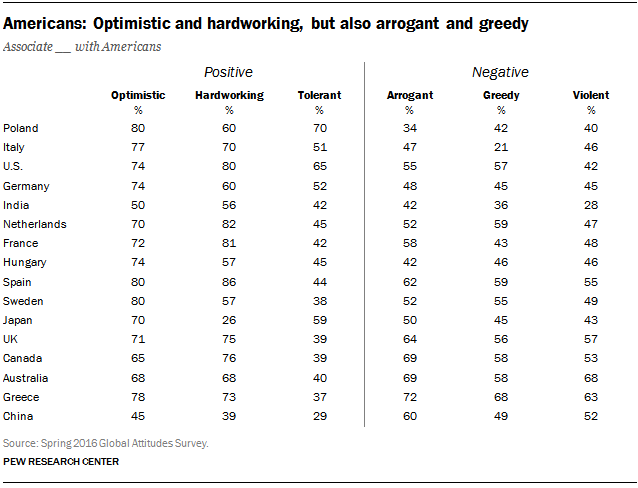 Americans: Optimistic and hardworking, but also arrogant and greedy
Associate __ with Americans
Positive Negative
Optimistic Hardworking Tolerant Arrogant Greedy Violent
% % % % % %
Poland 80 60 70 34 42 40
Italy 77 70 51 47 21 46
U.S. 74 80 65 55 57 42
Germany 74 60 52 48 45 45
India 50 56 42 42 36 28
Netherlands 70 82 45 52 59 47
France 72 81 42 58 43 48
Hungary 74 57 45 42 46 46
Spain 80 86 44 62 59 55
Sweden 80 57 38 52 55 49
Japan 70 26 59 50 45 43
UK 71 75 39 64 56 57
Canada 65 76 39 69 58 53
Australia 68 68 40 69 58 68
Greece 78 73 37 72 68 63
China 45 39 29 60 49 52
Source: Spring 2016 Global Attitudes Survey.
PEW RESEARCH CENTER